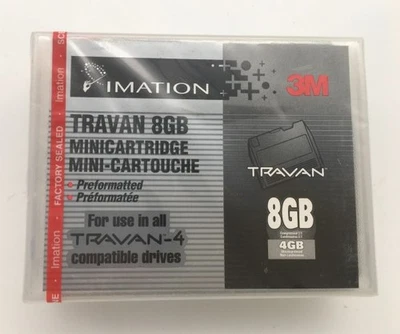 IMATION
3M
TRAVAN 8GB
MINICARTRIDGE
MINI-CARTOUCHE
Preformatted
Préformatée
For use in all
TRAVAN-4
compatible drives
TRAVAN
8GB
4GB
Imation
FACTORY SEALED
Imation